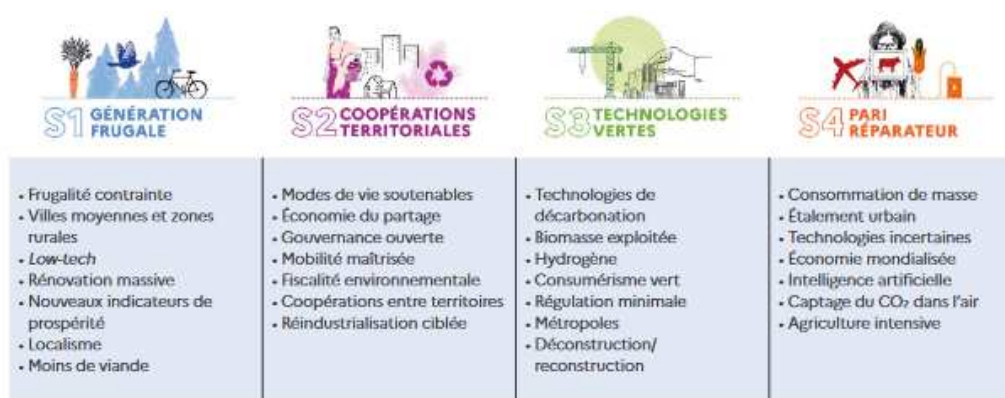 S1 GÉNÉRATION
FRUGALE
S2 COOPÉRATIONS
TERRITORIALES
S3 TECHNOLOGIES
VERTES
S4 PARI
RÉPARATEUR
• Frugalité contrainte
• Villes moyennes et zones
rurales
• Low-tech
• Rénovation massive
• Nouveaux indicateurs de
prospérité
• Localisme
• Moins de viande
• Modes de vie soutenables
• Économie du partage
• Gouvernance ouverte
• Mobilité maîtrisée
• Fiscalité environnementale
• Coopérations entre territoires
• Réindustrialisation ciblée
• Technologies de
décarbonation
• Biomasse exploitée
• Hydrogène
• Consumérisme vert
• Régulation minimale
• Métropoles
• Déconstruction/
reconstruction
• Consommation de masse
• Étalement urbain
• Technologies incertaines
• Économie mondialisée
• Intelligence artificielle
• Captage du CO₂ dans l'air
• Agriculture intensive